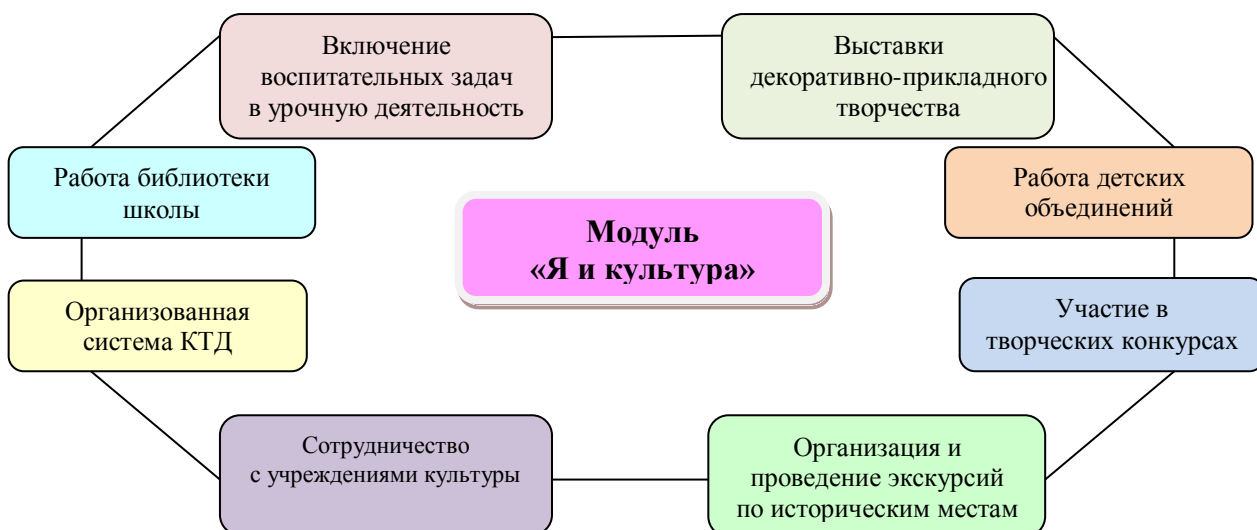 Включение
воспитательных задач
в урочную деятельность
Выставки
декоративно-прикладного
творчества
Работа библиотеки
школы
Работа детских
объединений
Модуль
«Я и культура»
Организованная
система КТД
Участие в
творческих конкурсах
Сотрудничество
с учреждениями культуры
Организация и
проведение экскурсий
по историческим местам